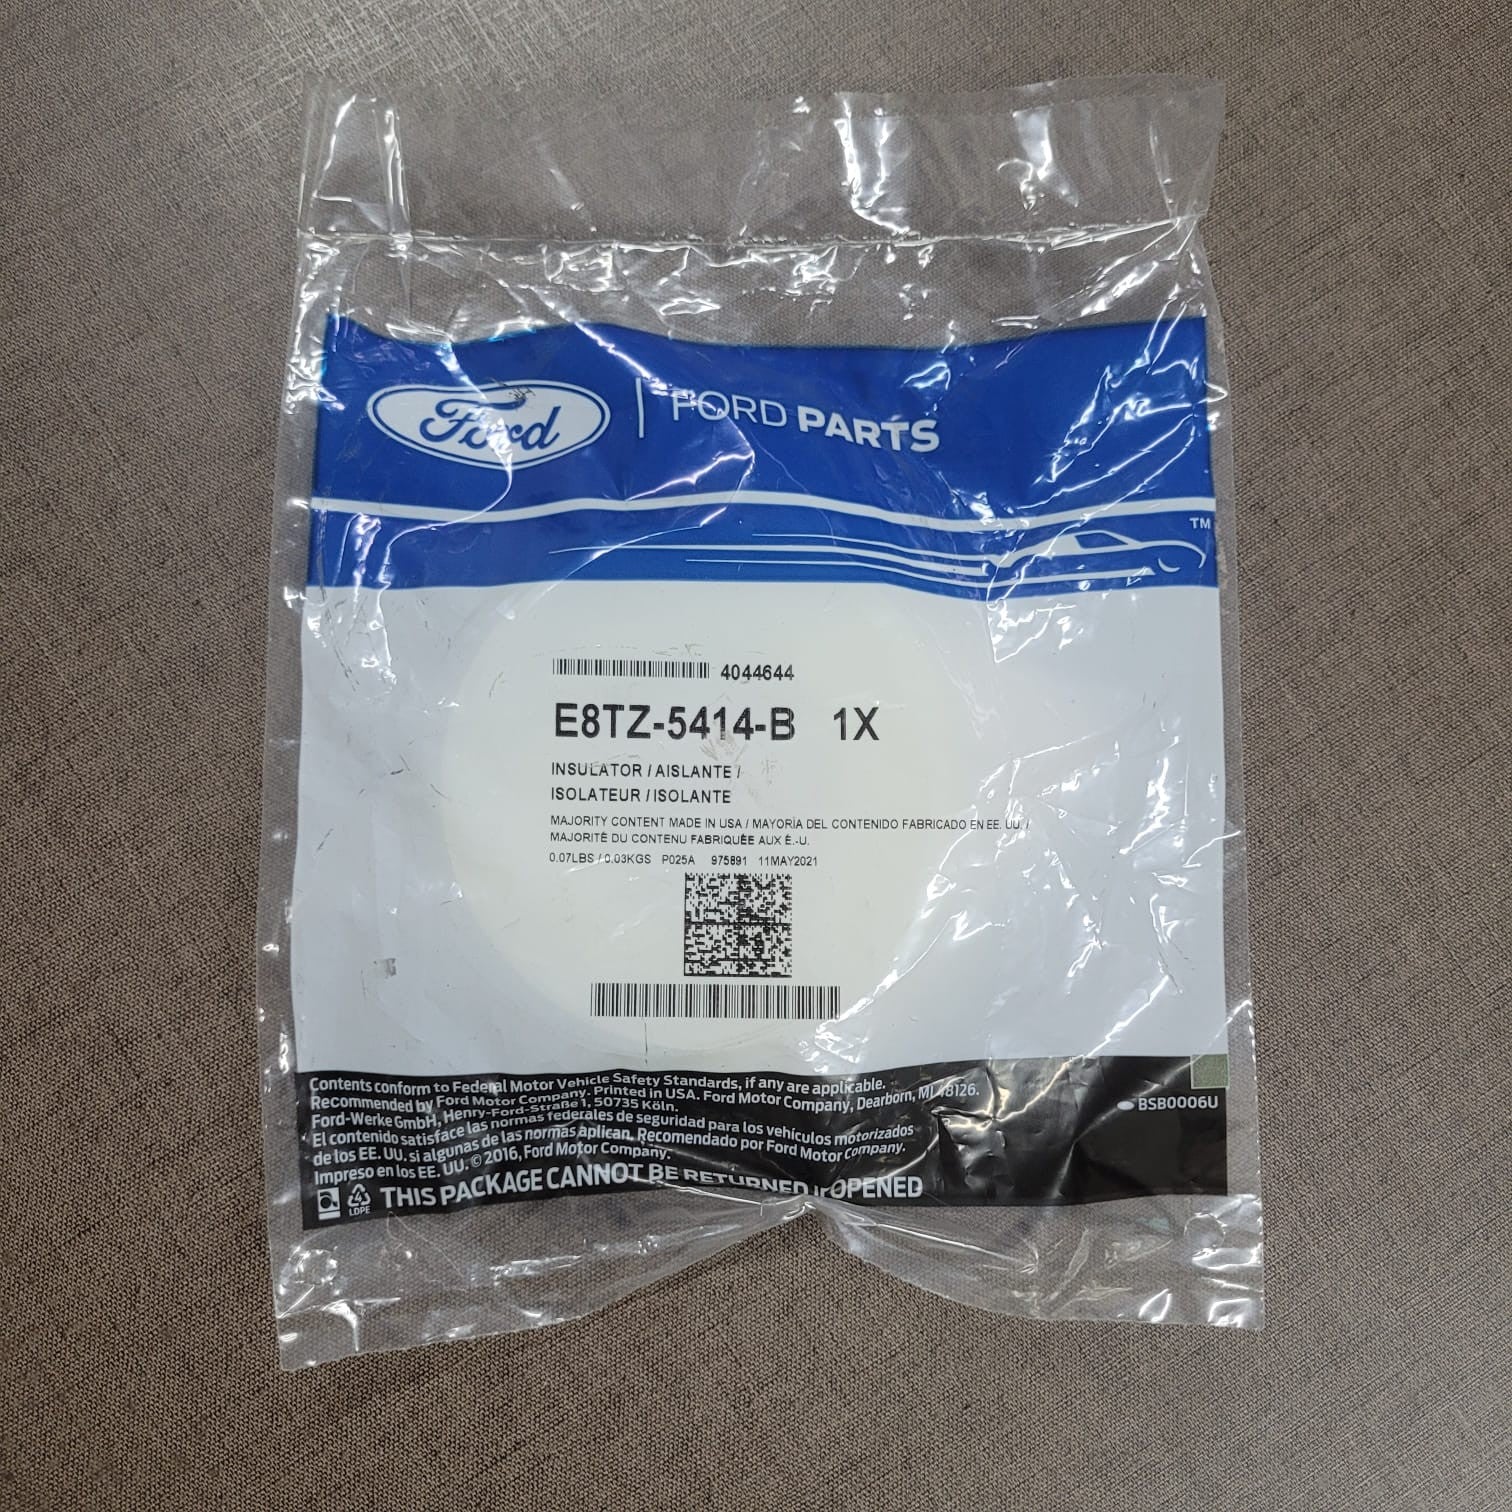 Ford | FORD PARTS
TM
4044644
E8TZ-5414-B 1X
INSULATOR / AISLANTE /
ISOLATEUR / ISOLANTE
MAJORITY CONTENT MADE IN USA / MAYORÍA DEL CONTENIDO FABRICADO EN EE. UU. /
MAJORITÉ DU CONTENU FABRIQUÉE AUX É.-U.
0.07LBS / 0.03KGS P025A 975891 11MAY2021
Contents conform to Federal Motor Vehicle Safety Standards, if any are applicable.
Recommended by Ford Motor Company. Printed in USA. Ford Motor Company, Dearborn, MI 48126.
Ford-Werke GmbH, Henry-Ford-Straße 1, 50735 Köln.
El contenido satisface las normas federales de seguridad para los vehículos motorizados
de los EE. UU. si algunas de las normas aplican. Recomendado por Ford Motor Company.
Impreso en los EE. UU. © 2016, Ford Motor Company.
BSB0006U
LDPE
THIS PACKAGE CANNOT BE RETURNED If OPENED